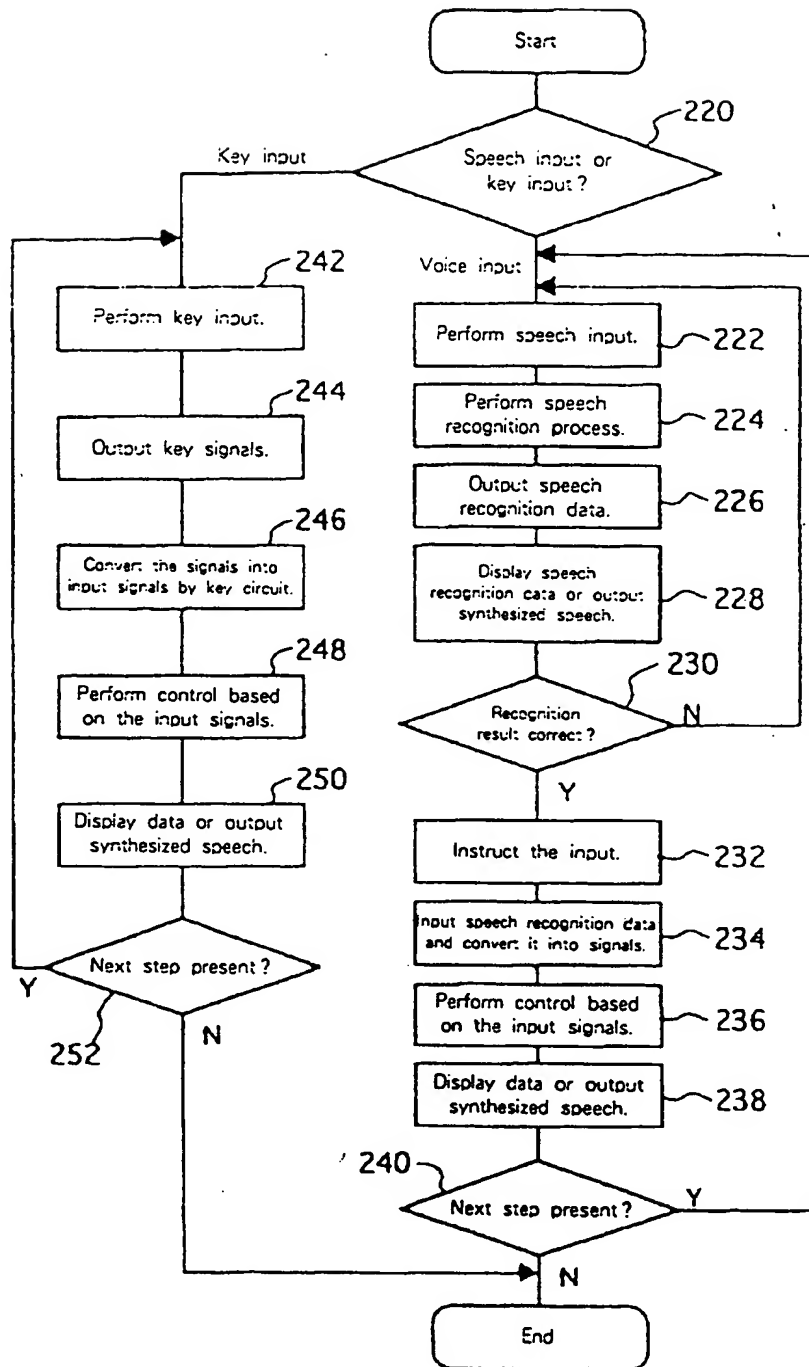 Start
220
Speech input or
key input?
Key input
Voice input
242
Perform key input.
244
Output key signals.
246
Convert the signals into
input signals by key circuit.
248
Perform control based
on the input signals.
250
Display data or output
synthesized speech.
Next step present?
Y
N
252
Perform speech input.
222
Perform speech
recognition process.
224
Output speech
recognition data.
226
Display speech
recognition data or output
synthesized speech.
228
230
Recognition
result correct?
N
Y
Instruct the input.
232
Input speech recognition data
and convert it into signals.
234
Perform control based
on the input signals.
236
Display data or output
synthesized speech.
238
240
Next step present?
Y
N
End